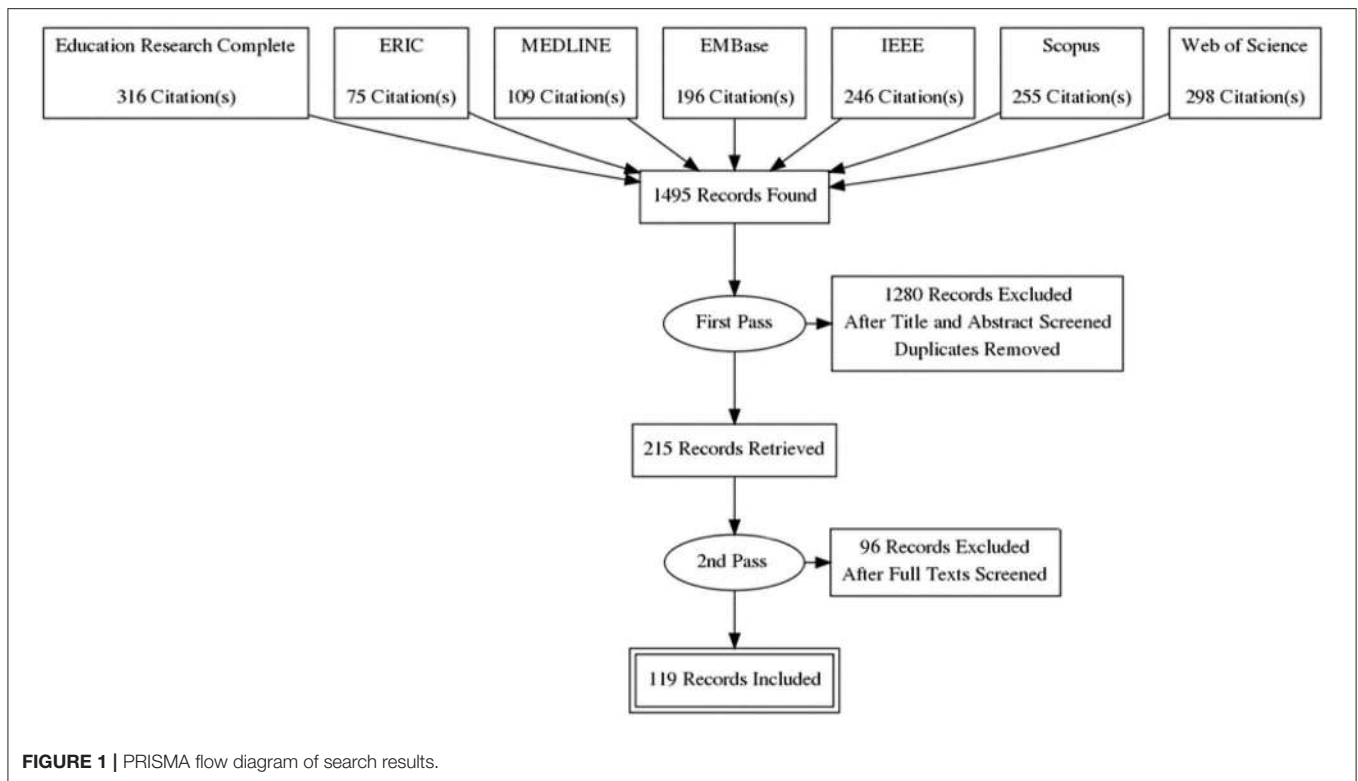 Education Research Complete
316 Citation(s)
ERIC
75 Citation(s)
MEDLINE
109 Citation(s)
EMBase
196 Citation(s)
IEEE
246 Citation(s)
Scopus
255 Citation(s)
Web of Science
298 Citation(s)
1495 Records Found
First Pass
1280 Records Excluded
After Title and Abstract Screened
Duplicates Removed
215 Records Retrieved
2nd Pass
96 Records Excluded
After Full Texts Screened
119 Records Included
FIGURE 1 | PRISMA flow diagram of search results.